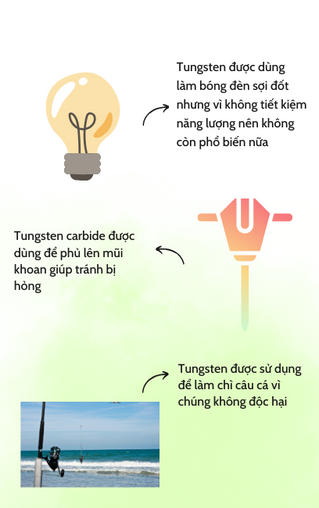 Tungsten được dùng
làm bóng đèn sợi đốt
nhưng vì không tiết kiệm
năng lượng nên không
còn phổ biến nữa
Tungsten carbide được
dùng để phủ lên mũi
khoan giúp tránh bị
hòng
Tungsten được sử dụng
để làm chì câu cá vì
chúng không độc hại